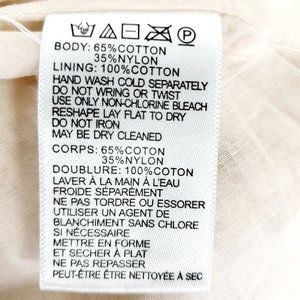 BODY: 65%COTTON
35%NYLON
LINING: 100%COTTON
HAND WASH COLD SEPARATELY
DO NOT WRING OR TWIST
USE ONLY NON-CHLORINE BLEACH
RESHAPE LAY FLAT TO DRY
DO NOT IRON
MAY BE DRY CLEANED
CORPS: 65%COTON
35%NYLON
DOUBLURE: 100%COTON
LAVER À LA MAIN À L'EAU
FROIDE SÉPARÉMENT
NE PAS TORDRE OU ESSORER
UTILISER UN AGENT DE
BLANCHIMENT SANS CHLORE
SI NÉCESSAIRE
METTRE EN FORME
ET SÉCHER À PLAT
NE PAS REPASSER
PEUT-ÊTRE ÊTRE NETTOYÉE À SEC